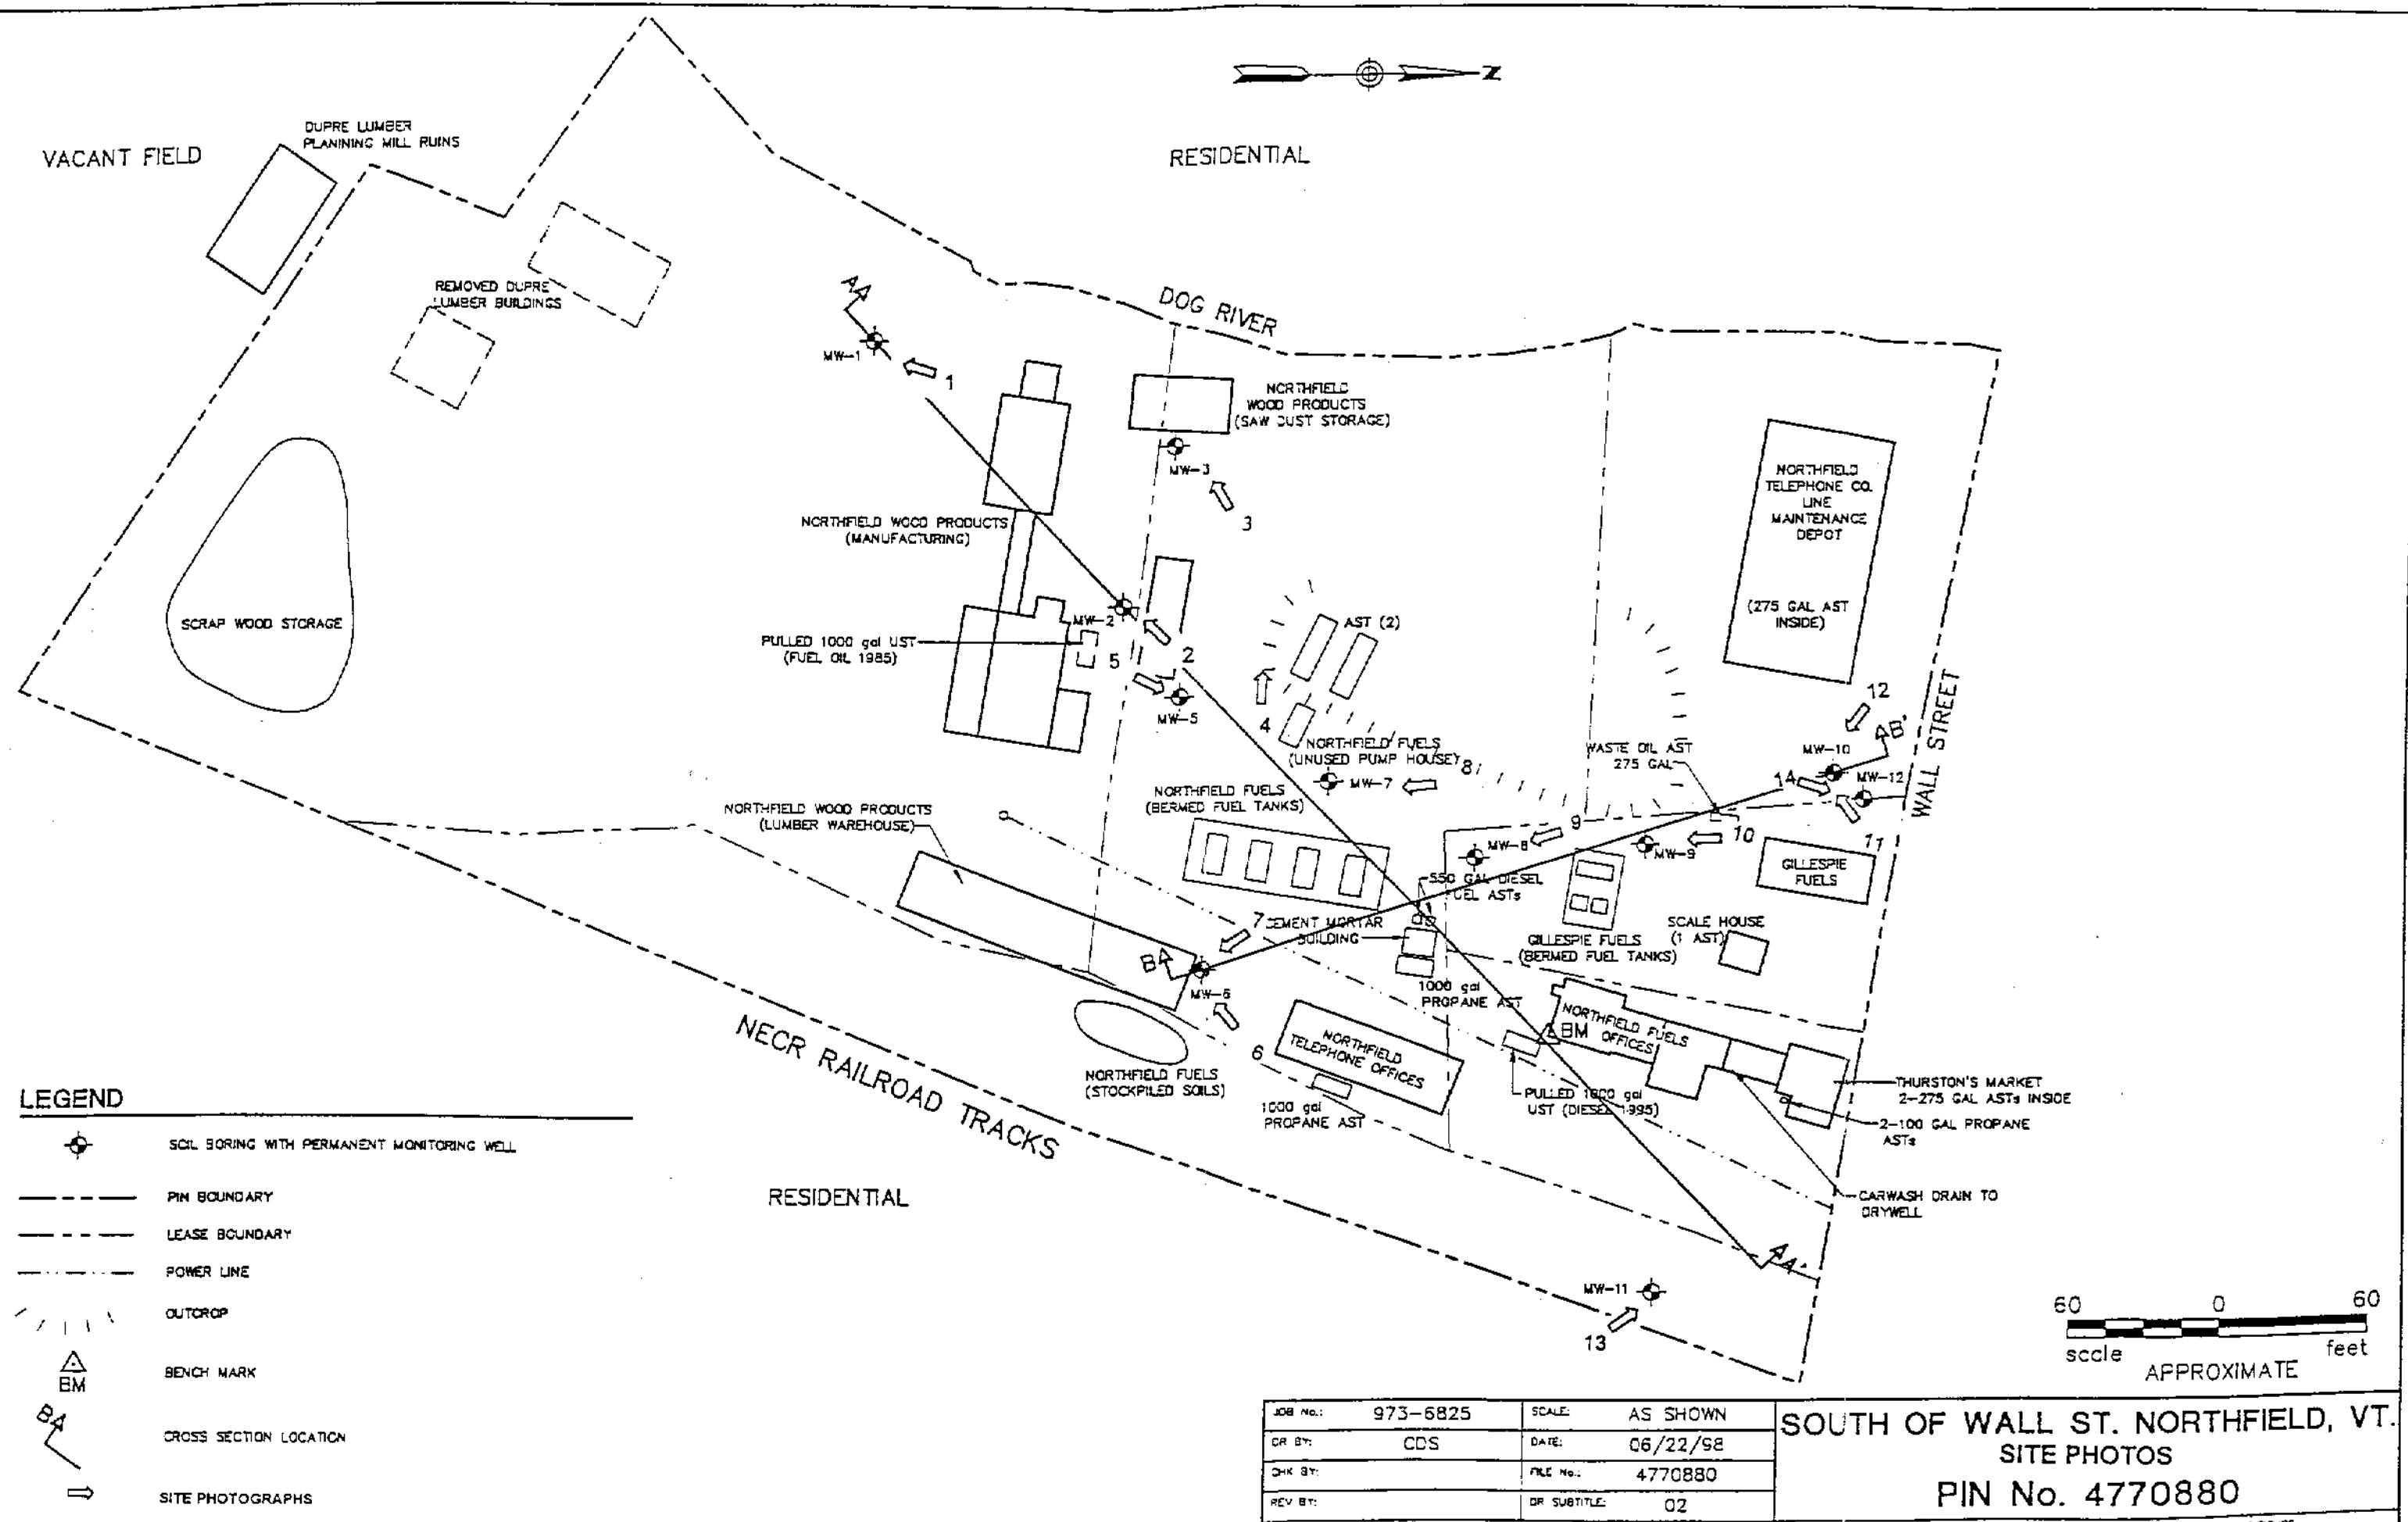 Z
VACANT FIELD
DUPRE LUMBER
PLANINING MILL RUINS
RESIDENTIAL
REMOVED DUPRE
LUMBER BUILDINGS
AA
MW-1
1
DOG RIVER
NORTHFIELD
WOOD PRODUCTS
(SAW DUST STORAGE)
MW-3
3
NORTHFIELD
TELEPHONE CO.
LINE
MAINTENANCE
DEPOT
(275 GAL AST
INSIDE)
NORTHFIELD WOOD PRODUCTS
(MANUFACTURING)
SCRAP WOOD STORAGE
MW-2
PULLED 1000 gal UST
(FUEL OIL 1985)
5
2
MW-5
AST (2)
4
NORTHFIELD FUELS
(UNUSED PUMP HOUSE)
8
MW-7
WASTE OIL AST
275 GAL
12
B'
MW-10
14
MW-12
WALL STREET
NORTHFIELD FUELS
(BERMED FUEL TANKS)
NORTHFIELD WOOD PRODUCTS
(LUMBER WAREHOUSE)
9
MW-8
10
MW-9
11
GILLESPIE
FUELS
550 GAL DIESEL
FUEL ASTs
7
CEMENT MORTAR
BUILDING
SCALE HOUSE
(1 AST)
GILLESPIE FUELS
(BERMED FUEL TANKS)
B
MW-6
1000 gal
PROPANE AST
NORTHFIELD FUELS
OFFICES
BM
6
NORTHFIELD
TELEPHONE OFFICES
NORTHFIELD FUELS
(STOCKPILED SOILS)
1000 gal
PROPANE AST
PULLED 1000 gal
UST (DIESEL 1995)
THURSTON'S MARKET
2-275 GAL ASTs INSIDE
2-100 GAL PROPANE
ASTs
CARWASH DRAIN TO
DRYWELL
NECR RAILROAD TRACKS
RESIDENTIAL
AA'
MW-11
13
LEGEND
SOIL BORING WITH PERMANENT MONITORING WELL
PIN BOUNDARY
LEASE BOUNDARY
POWER LINE
OUTCROP
BM
BENCH MARK
BA
CROSS SECTION LOCATION
SITE PHOTOGRAPHS
60 0 60
scale feet
APPROXIMATE
JOB No.: 973-6825 SCALE: AS SHOWN
DR BY: CDS DATE: 06/22/98
CHK BY: FILE No.: 4770880
REV BY: DR SUBTITLE: 02
SOUTH OF WALL ST. NORTHFIELD, VT.
SITE PHOTOS
PIN No. 4770880